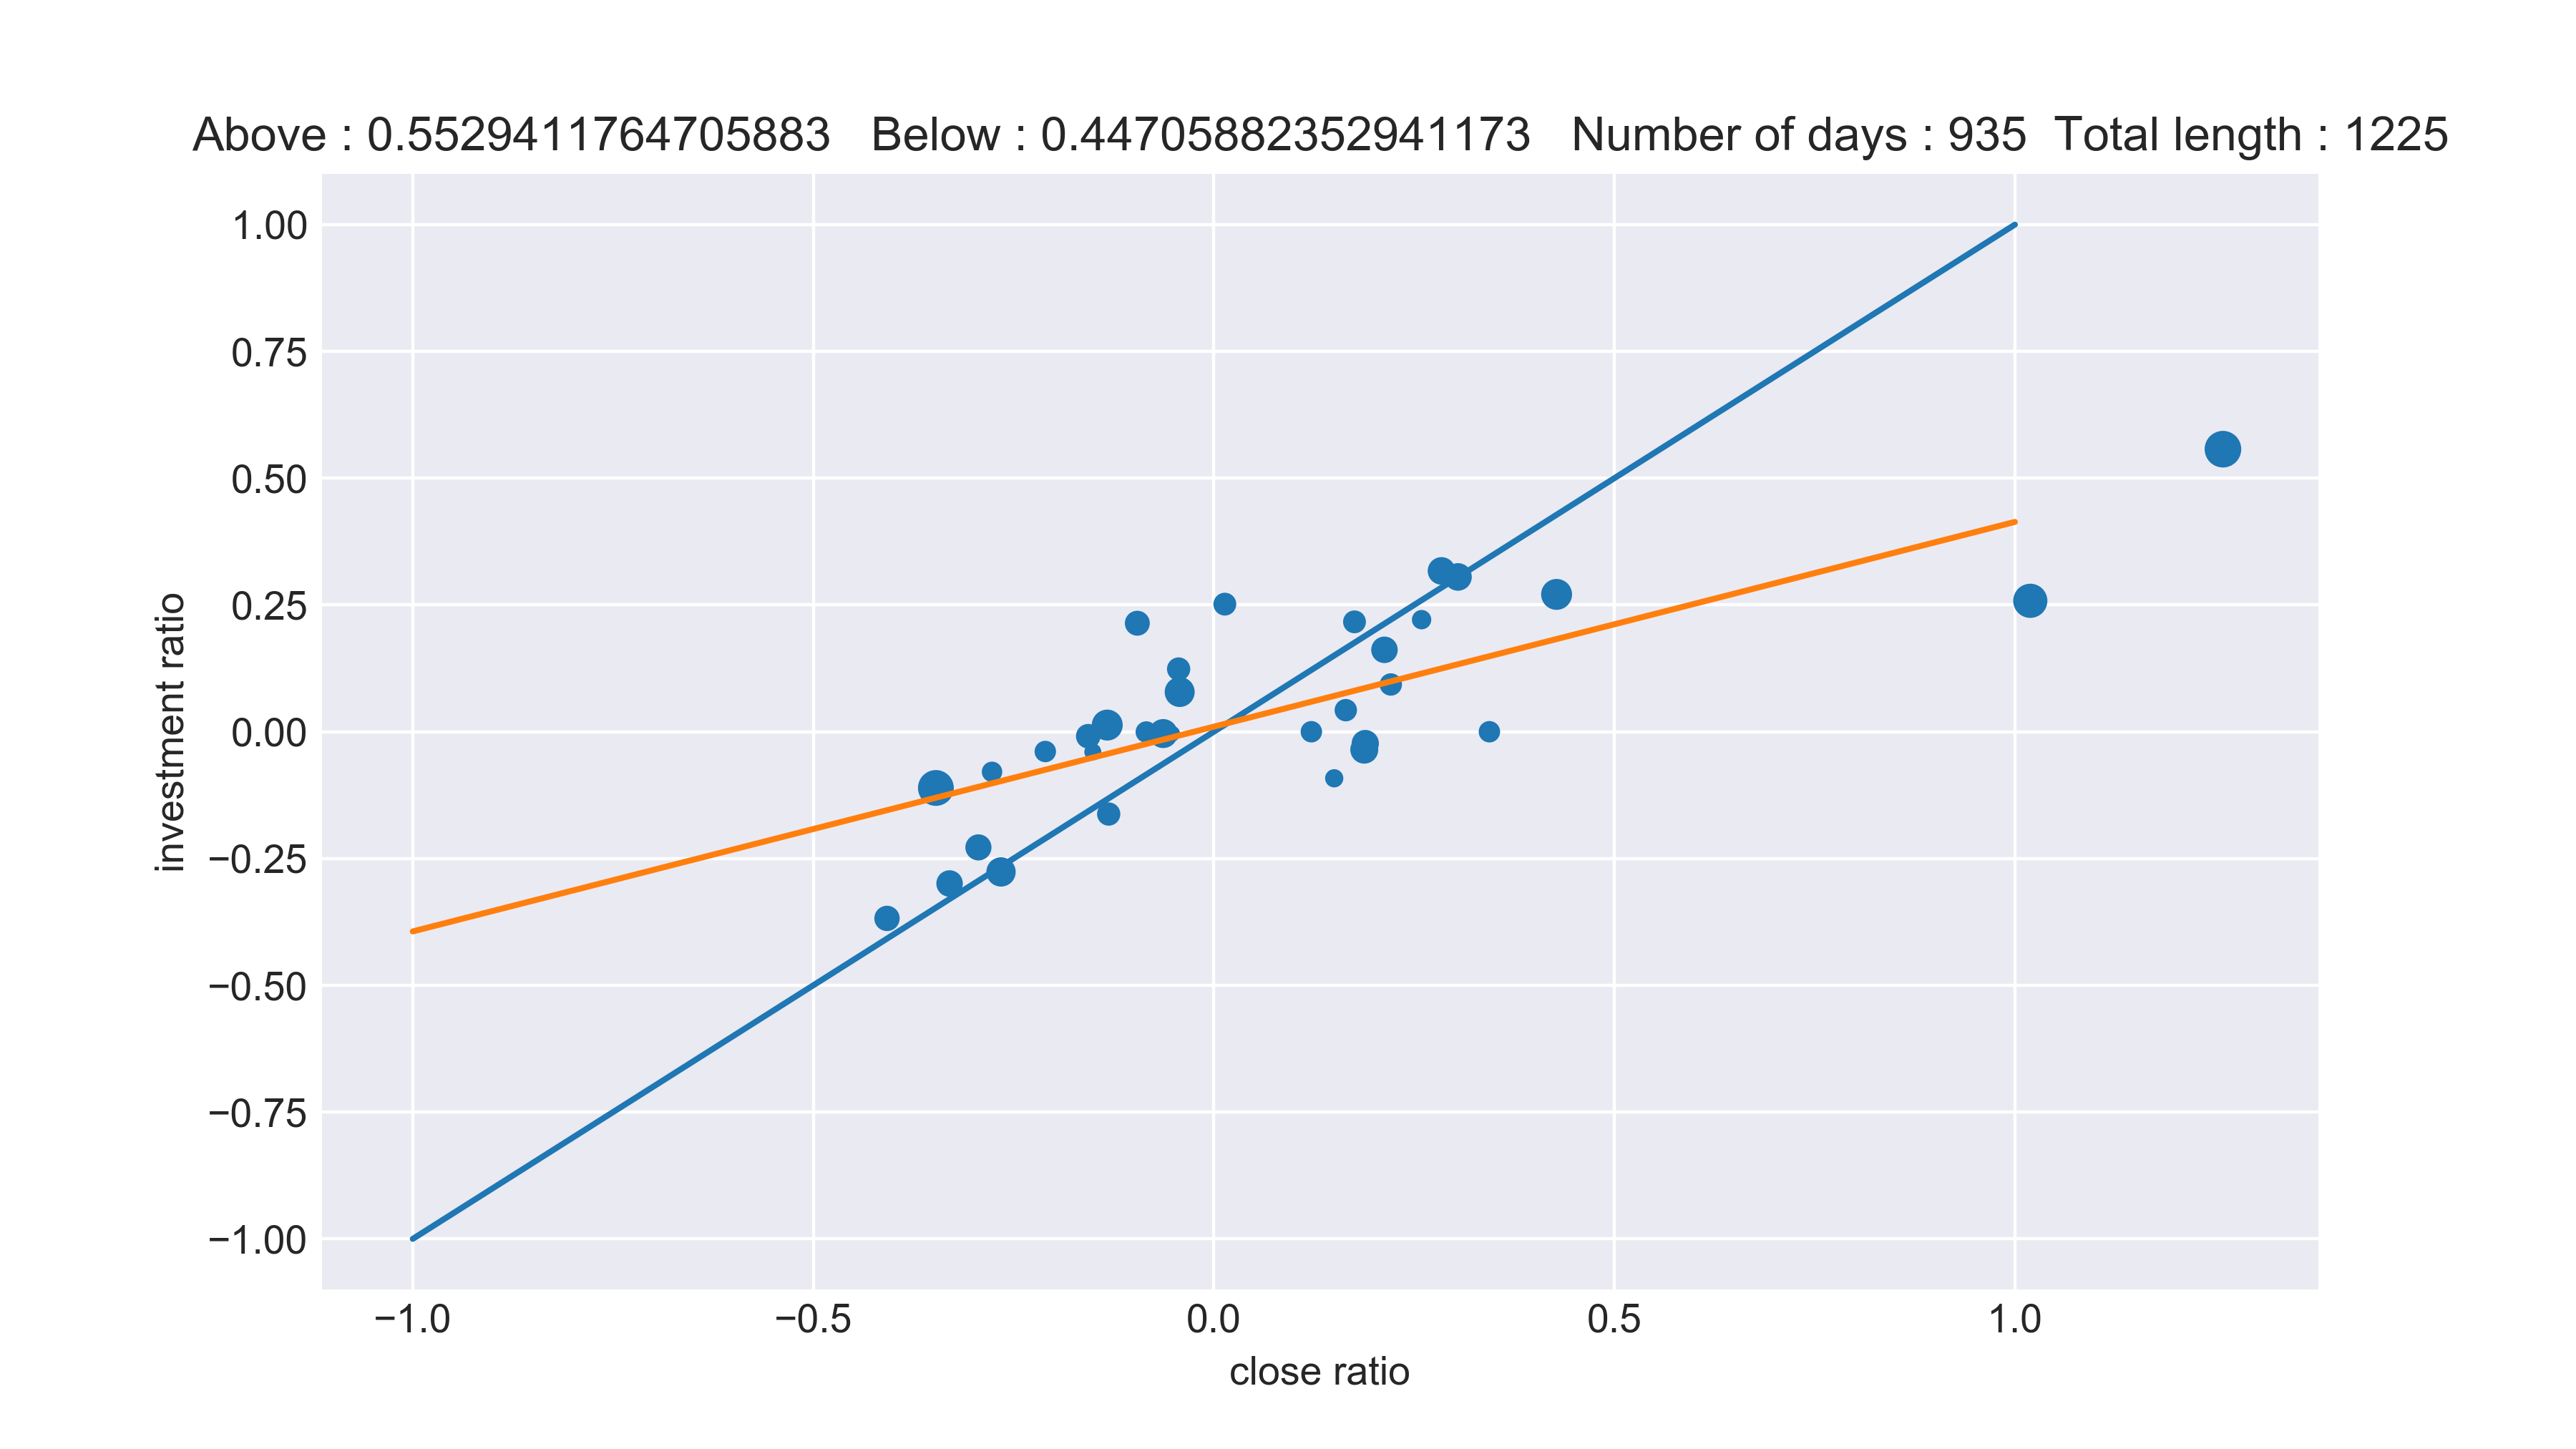 Above : 0.5529411764705883 Below : 0.44705882352941173 Number of days : 935 Total length : 1225
1.00
0.75
0.50
0.25
0.00
−0.25
−0.50
−0.75
−1.00
investment ratio
−1.0 −0.5 0.0 0.5 1.0
close ratio